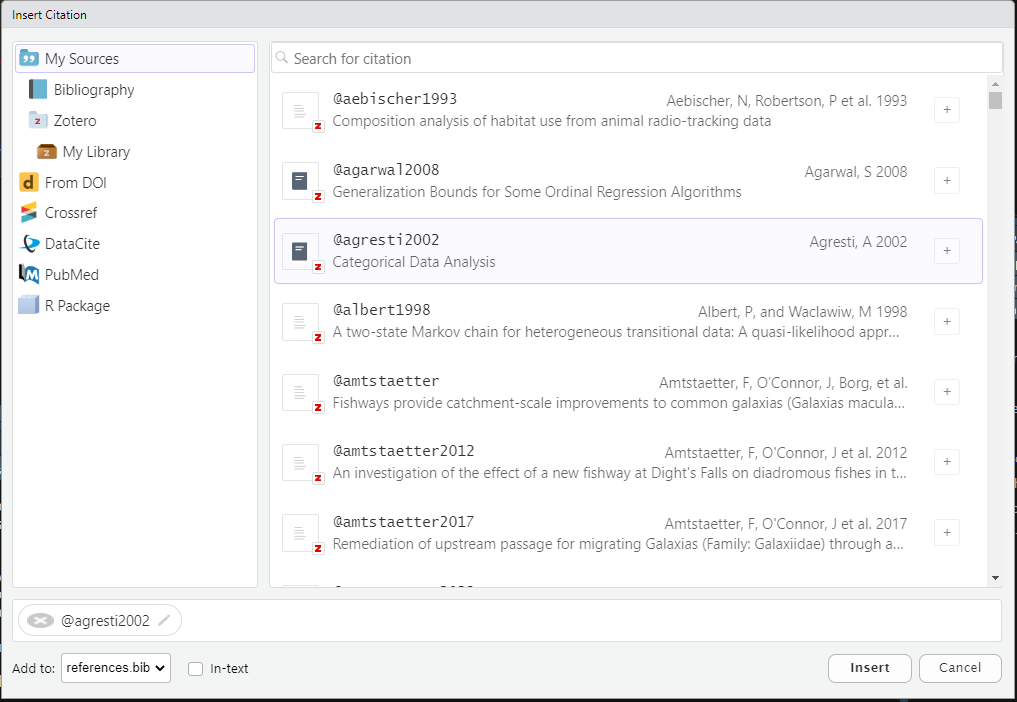 Insert Citation
My Sources
Bibliography
Zotero
My Library
From DOI
Crossref
DataCite
PubMed
R Package
Search for citation
@aebischer1993 Aebischer, N, Robertson, P et al. 1993
Composition analysis of habitat use from animal radio-tracking data
@agarwal2008 Agarwal, S 2008
Generalization Bounds for Some Ordinal Regression Algorithms
@agresti2002 Agresti, A 2002
Categorical Data Analysis
@albert1998 Albert, P, and Waclawiw, M 1998
A two-state Markov chain for heterogeneous transitional data: A quasi-likelihood appr...
@amtstaetter Amtstaetter, F, O'Connor, J, Borg, et al.
Fishways provide catchment-scale improvements to common galaxias (Galaxias macula...
@amtstaetter2012 Amtstaetter, F, O'Connor, J et al. 2012
An investigation of the effect of a new fishway at Dight's Falls on diadromous fishes in t...
@amtstaetter2017 Amtstaetter, F, O'Connor, J et al. 2017
Remediation of upstream passage for migrating Galaxias (Family: Galaxiidae) through a...
@agresti2002
Add to: references.bib In-text
Insert Cancel